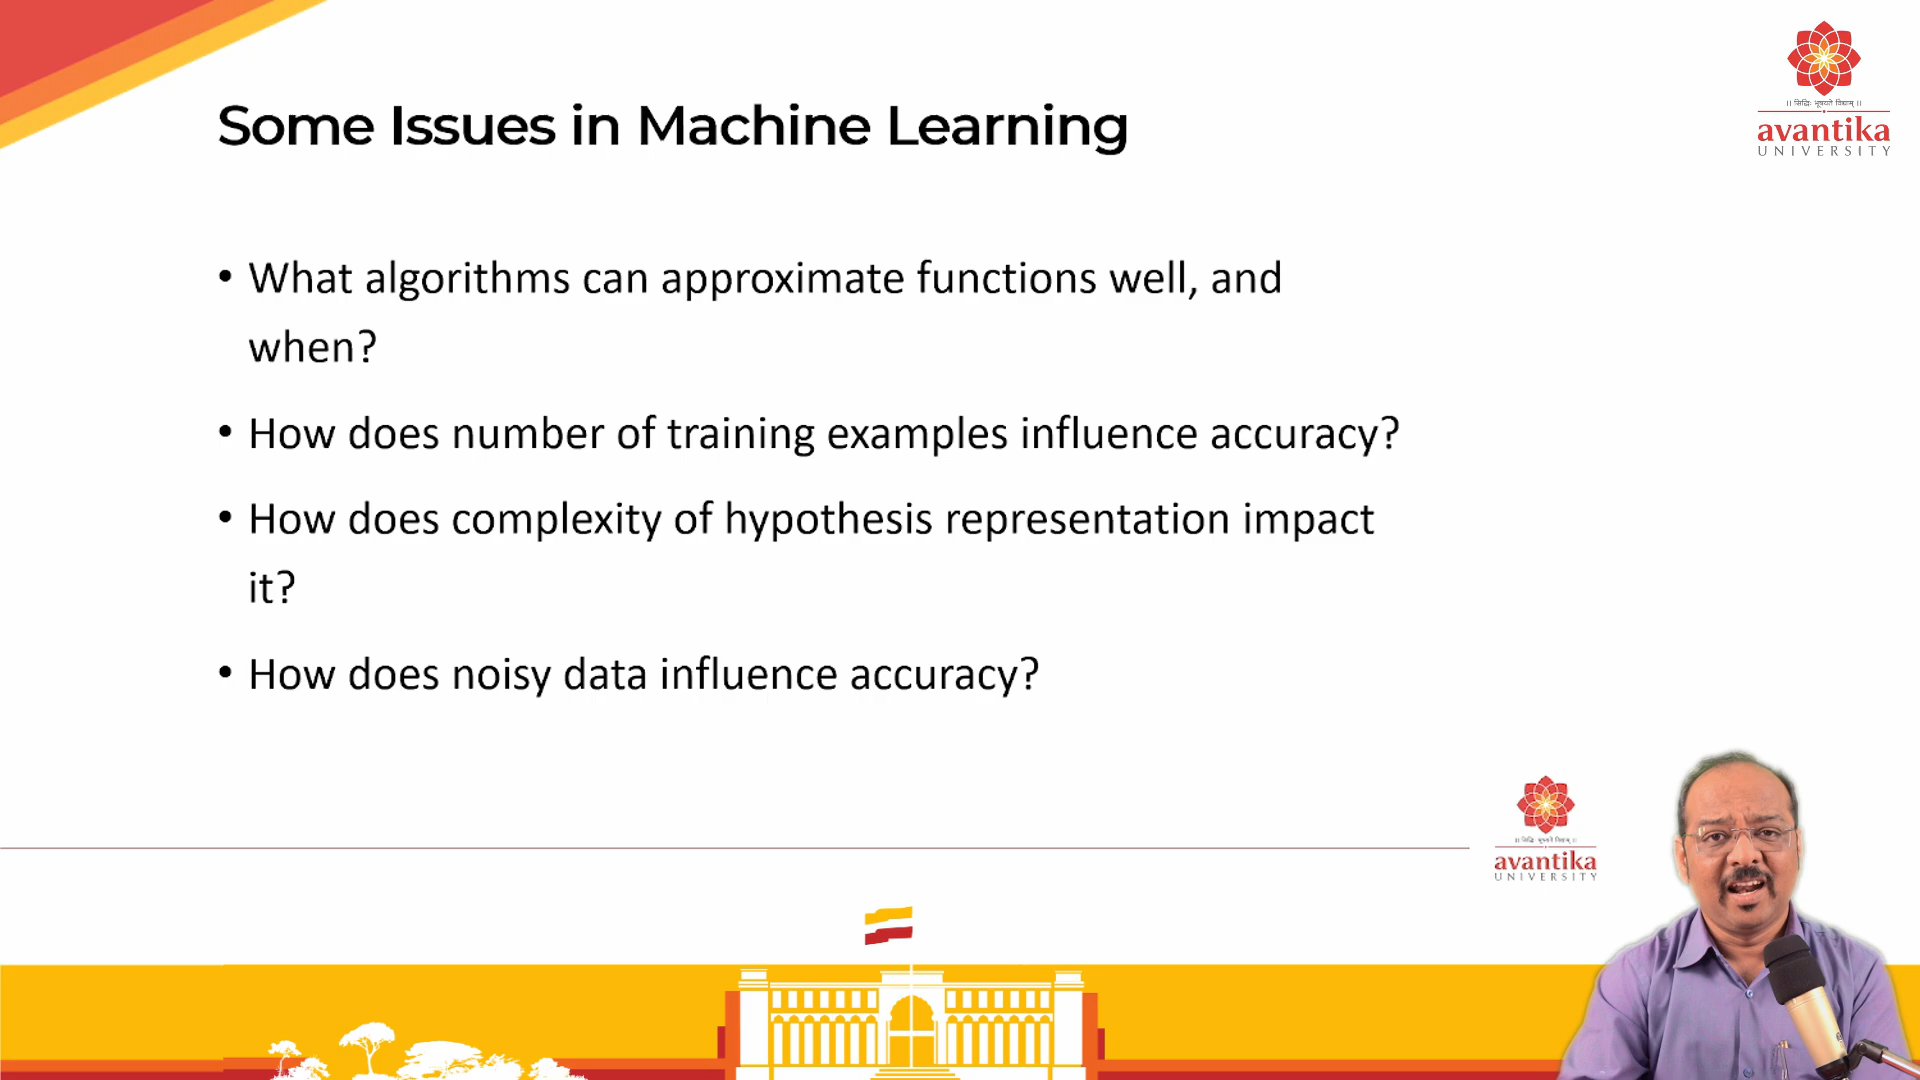 Some Issues in Machine Learning
।। सिद्धिः भूषयते विद्याम् ।।
avantika
UNIVERSITY
• What algorithms can approximate functions well, and
when?
• How does number of training examples influence accuracy?
• How does complexity of hypothesis representation impact
it?
• How does noisy data influence accuracy?
।। सिद्धिः भूषयते विद्याम् ।।
avantika
UNIVERSITY